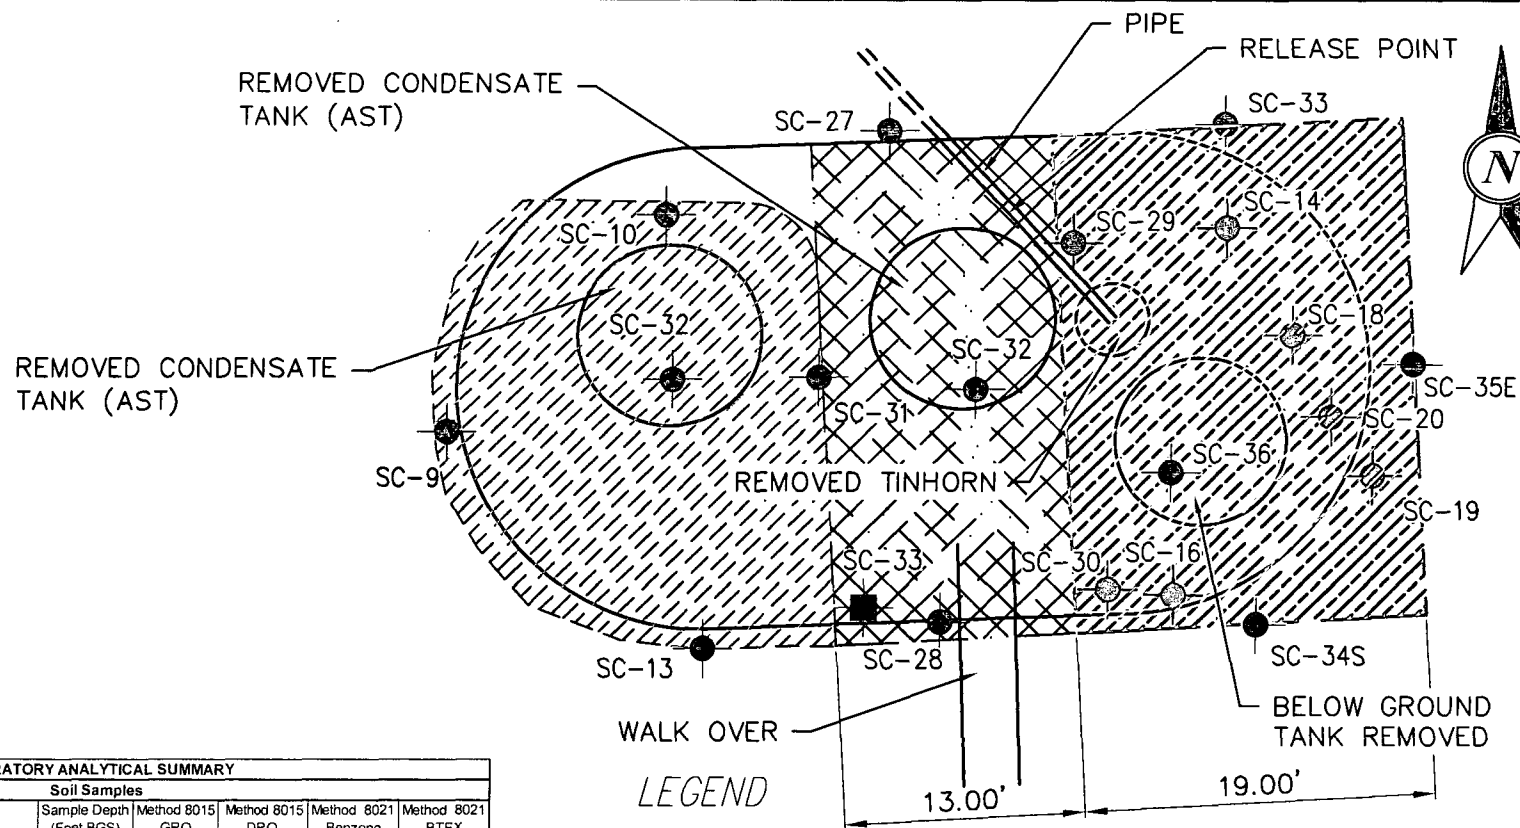 PIPE
RELEASE POINT
REMOVED CONDENSATE
TANK (AST)
SC-27
SC-33
N
SC-10
SC-29
SC-14
SC-32
SC-18
SC-32
REMOVED CONDENSATE
TANK (AST)
SC-31
SC-35E
SC-20
SC-9
REMOVED TINHORN
SC-36
SC-19
SC-33
SC-30
SC-16
SC-13
SC-28
SC-34S
WALK OVER
BELOW GROUND
TANK REMOVED
LEGEND
13.00'
19.00'
RATORY ANALYTICAL SUMMARY
Soil Samples
Sample Depth Method 8015 Method 8015 Method 8021 Method 8021
(Feet BGS) GRO DRO Benzene BTEX